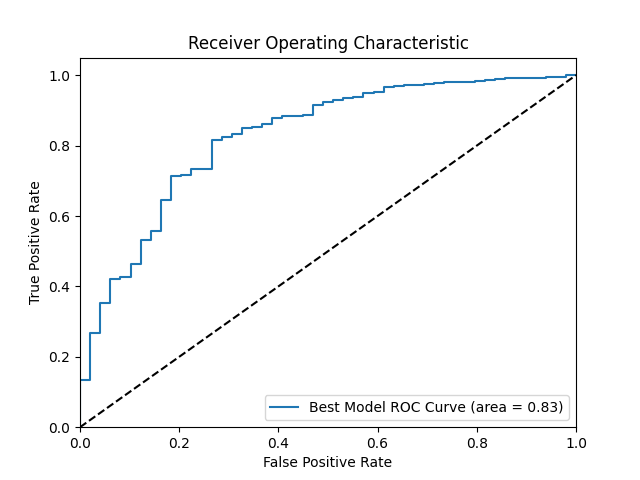 Receiver Operating Characteristic
1.0
0.8
0.6
0.4
0.2
0.0
True Positive Rate
Best Model ROC Curve (area = 0.83)
0.0 0.2 0.4 0.6 0.8 1.0
False Positive Rate